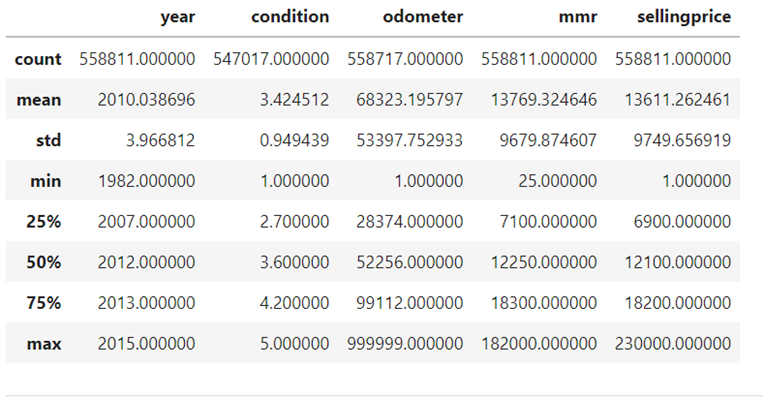 year condition odometer mmr sellingprice
count 558811.000000 547017.000000 558717.000000 558811.000000 558811.000000
mean 2010.038696 3.424512 68323.195797 13769.324646 13611.262461
std 3.966812 0.949439 53397.752933 9679.874607 9749.656919
min 1982.000000 1.000000 1.000000 25.000000 1.000000
25% 2007.000000 2.700000 28374.000000 7100.000000 6900.000000
50% 2012.000000 3.600000 52256.000000 12250.000000 12100.000000
75% 2013.000000 4.200000 99112.000000 18300.000000 18200.000000
max 2015.000000 5.000000 999999.000000 182000.000000 230000.000000